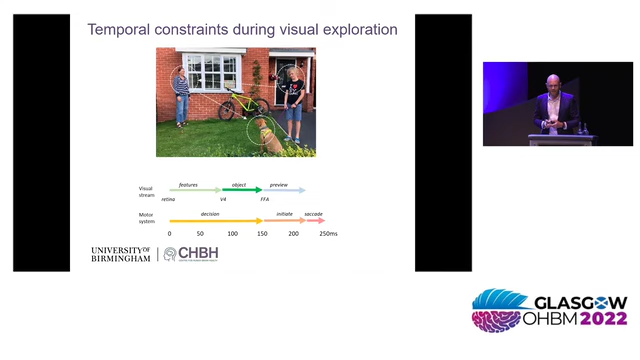 Temporal constraints during visual exploration
features object preview
Visual
stream
retina V4 FFA
decision initiate saccade
Motor
system
0 50 100 150 200 250ms
UNIVERSITY OF
BIRMINGHAM
CHBH
GLASGOW
OHBM 2022